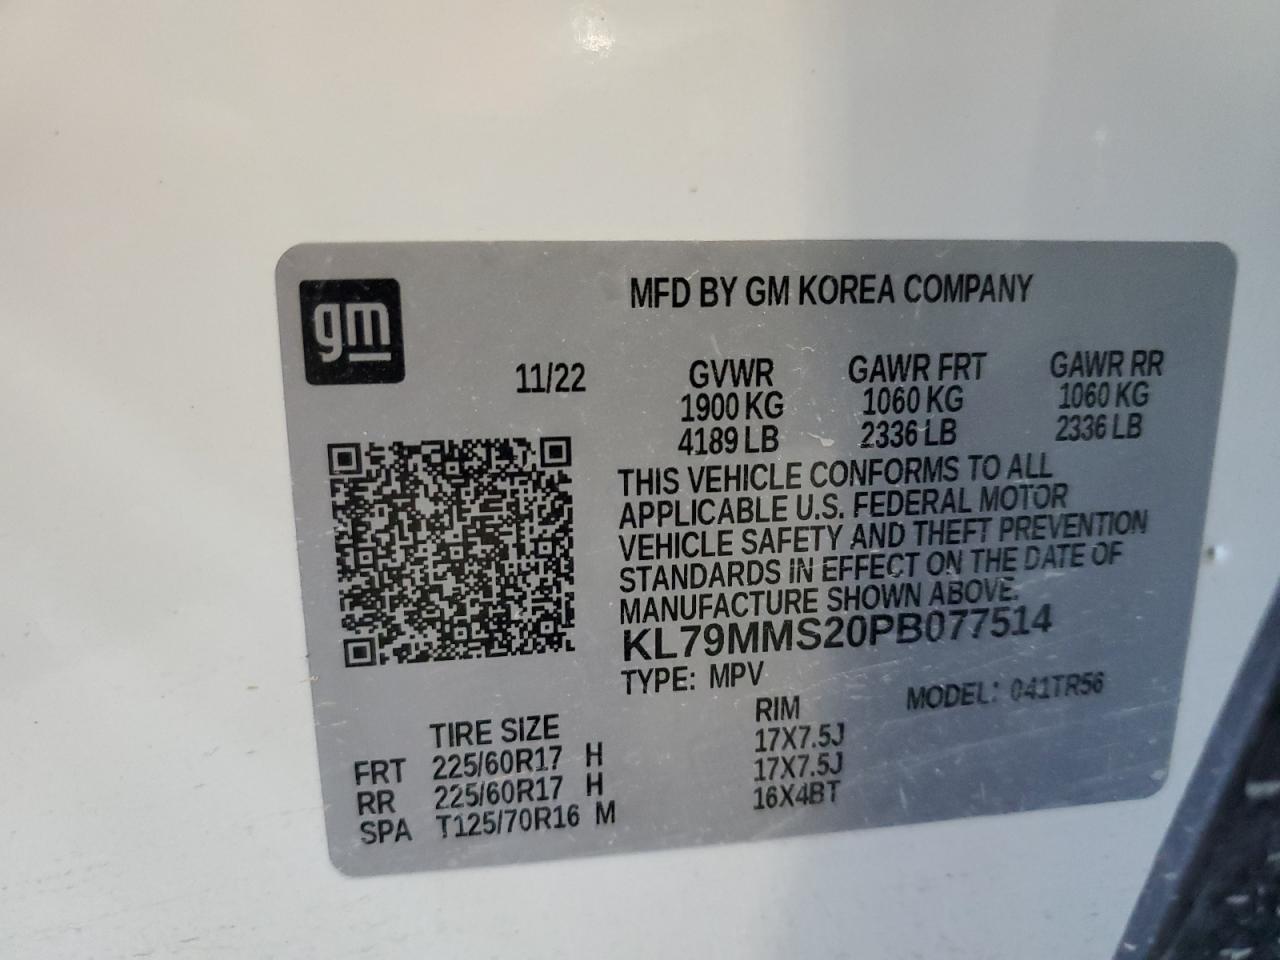 gm
MFD BY GM KOREA COMPANY
11/22
GVWR GAWR FRT GAWR RR
1900 KG 1060 KG 1060 KG
4189 LB 2336 LB 2336 LB
THIS VEHICLE CONFORMS TO ALL
APPLICABLE U.S. FEDERAL MOTOR
VEHICLE SAFETY AND THEFT PREVENTION
STANDARDS IN EFFECT ON THE DATE OF
MANUFACTURE SHOWN ABOVE.
KL79MMS20PB077514
TYPE: MPV MODEL: 041TR56
TIRE SIZE RIM
FRT 225/60R17 H 17X7.5J
RR 225/60R17 H 17X7.5J
SPA T125/70R16 M 16X4BT